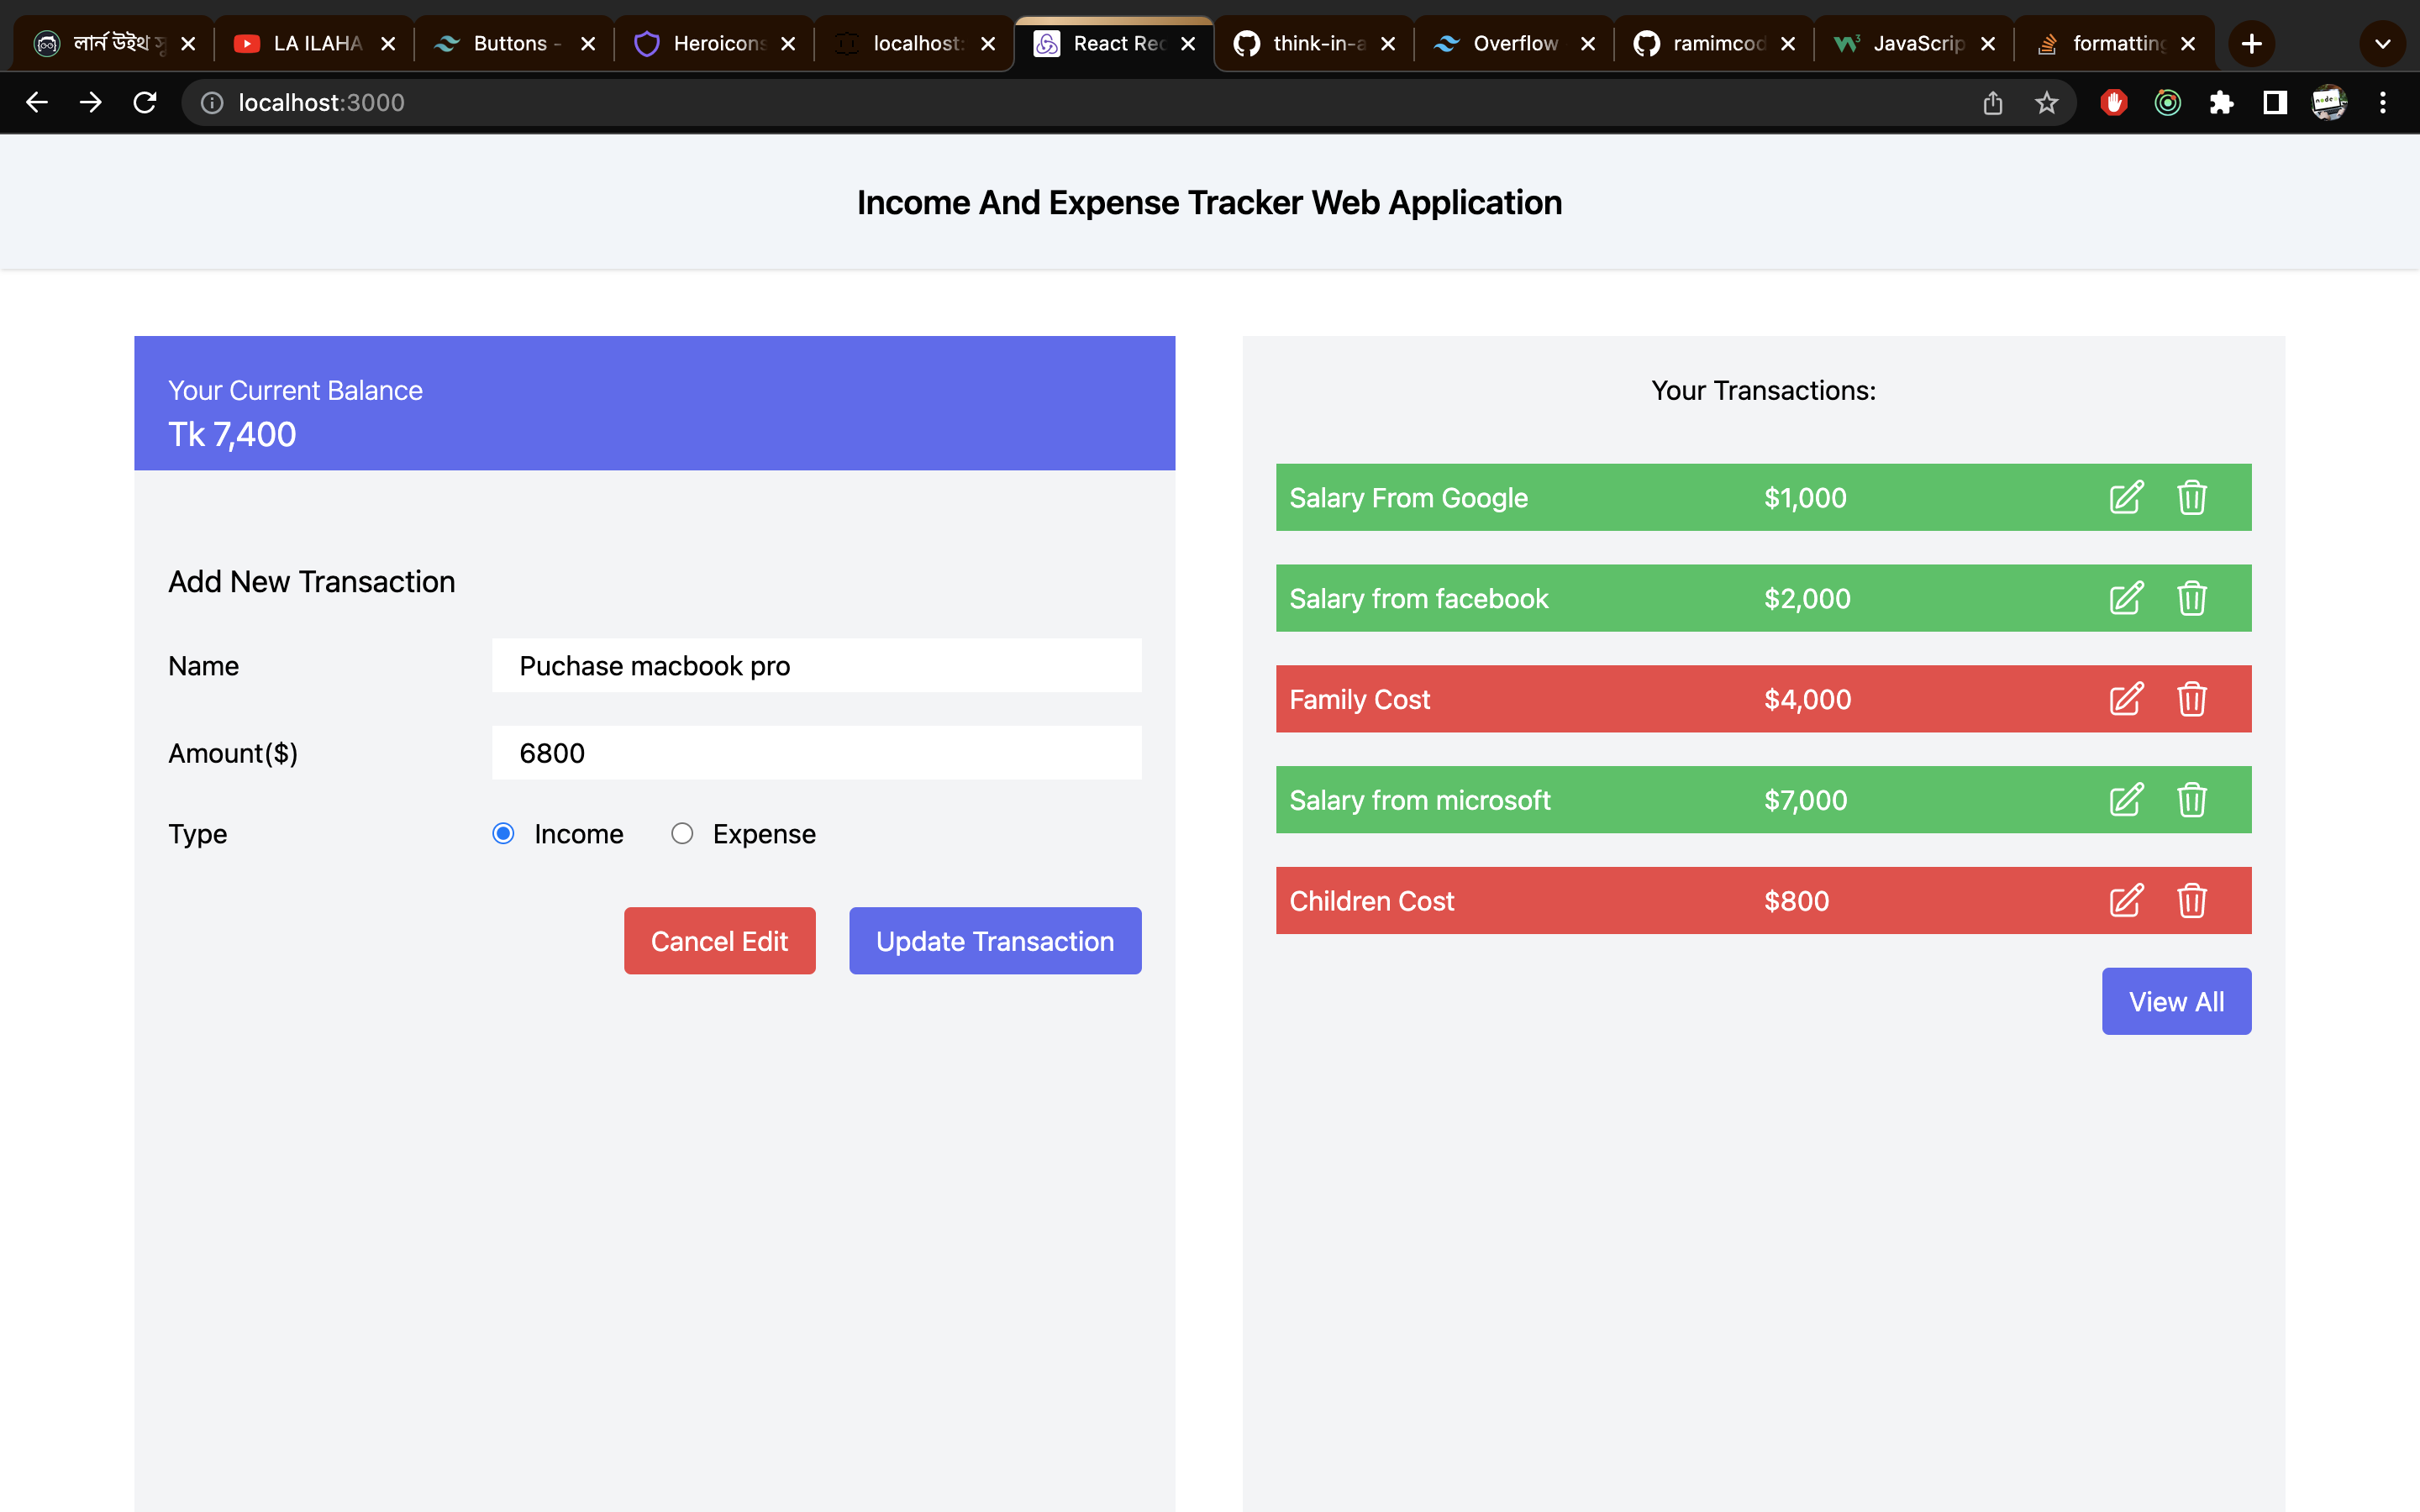 লার্ন উইথ সু
LA ILAHA
Buttons -
Heroicons
localhost:
React Red
think-in-a
Overflow
ramimcod
JavaScrip
formatting
localhost:3000
Income And Expense Tracker Web Application
Your Current Balance
Tk 7,400
Add New Transaction
Name
Puchase macbook pro
Amount($)
6800
Type
Income
Expense
Cancel Edit
Update Transaction
Your Transactions:
Salary From Google $1,000
Salary from facebook $2,000
Family Cost $4,000
Salary from microsoft $7,000
Children Cost $800
View All